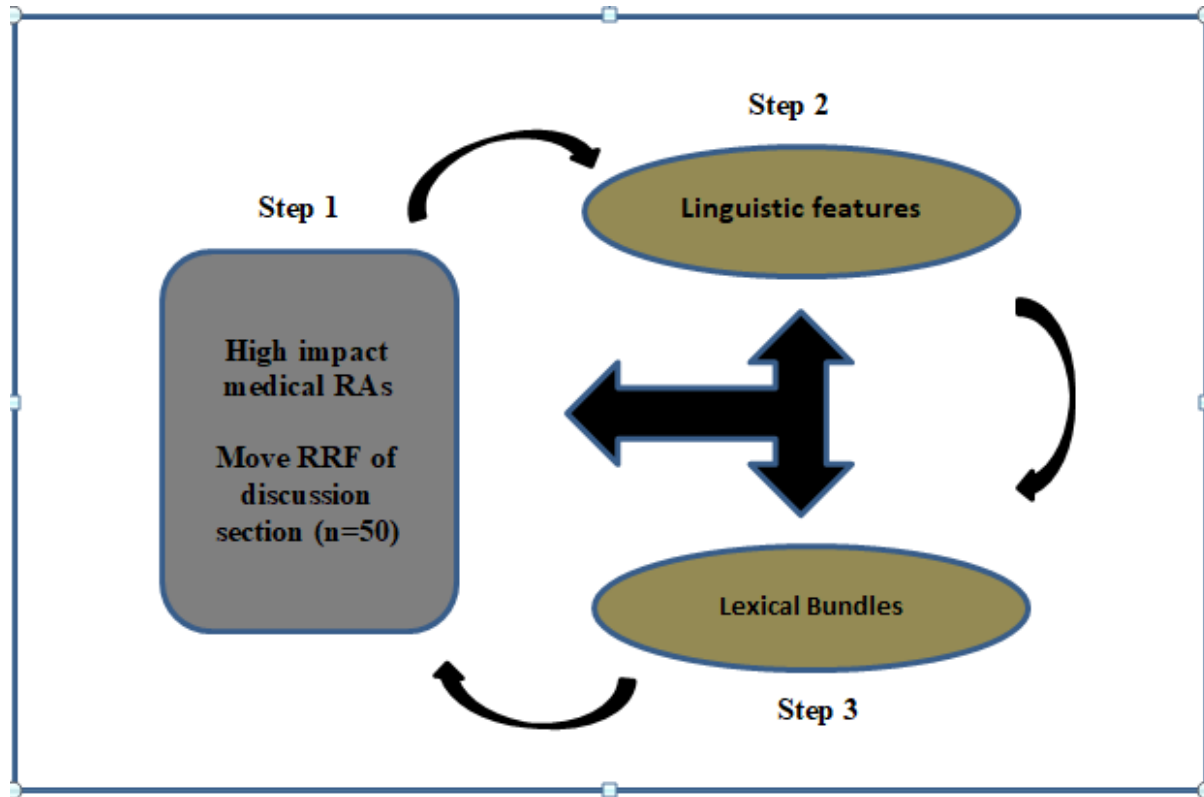 Step 1
High impact
medical RAs
Move RRF of
discussion
section (n=50)
Step 2
Linguistic features
Lexical Bundles
Step 3